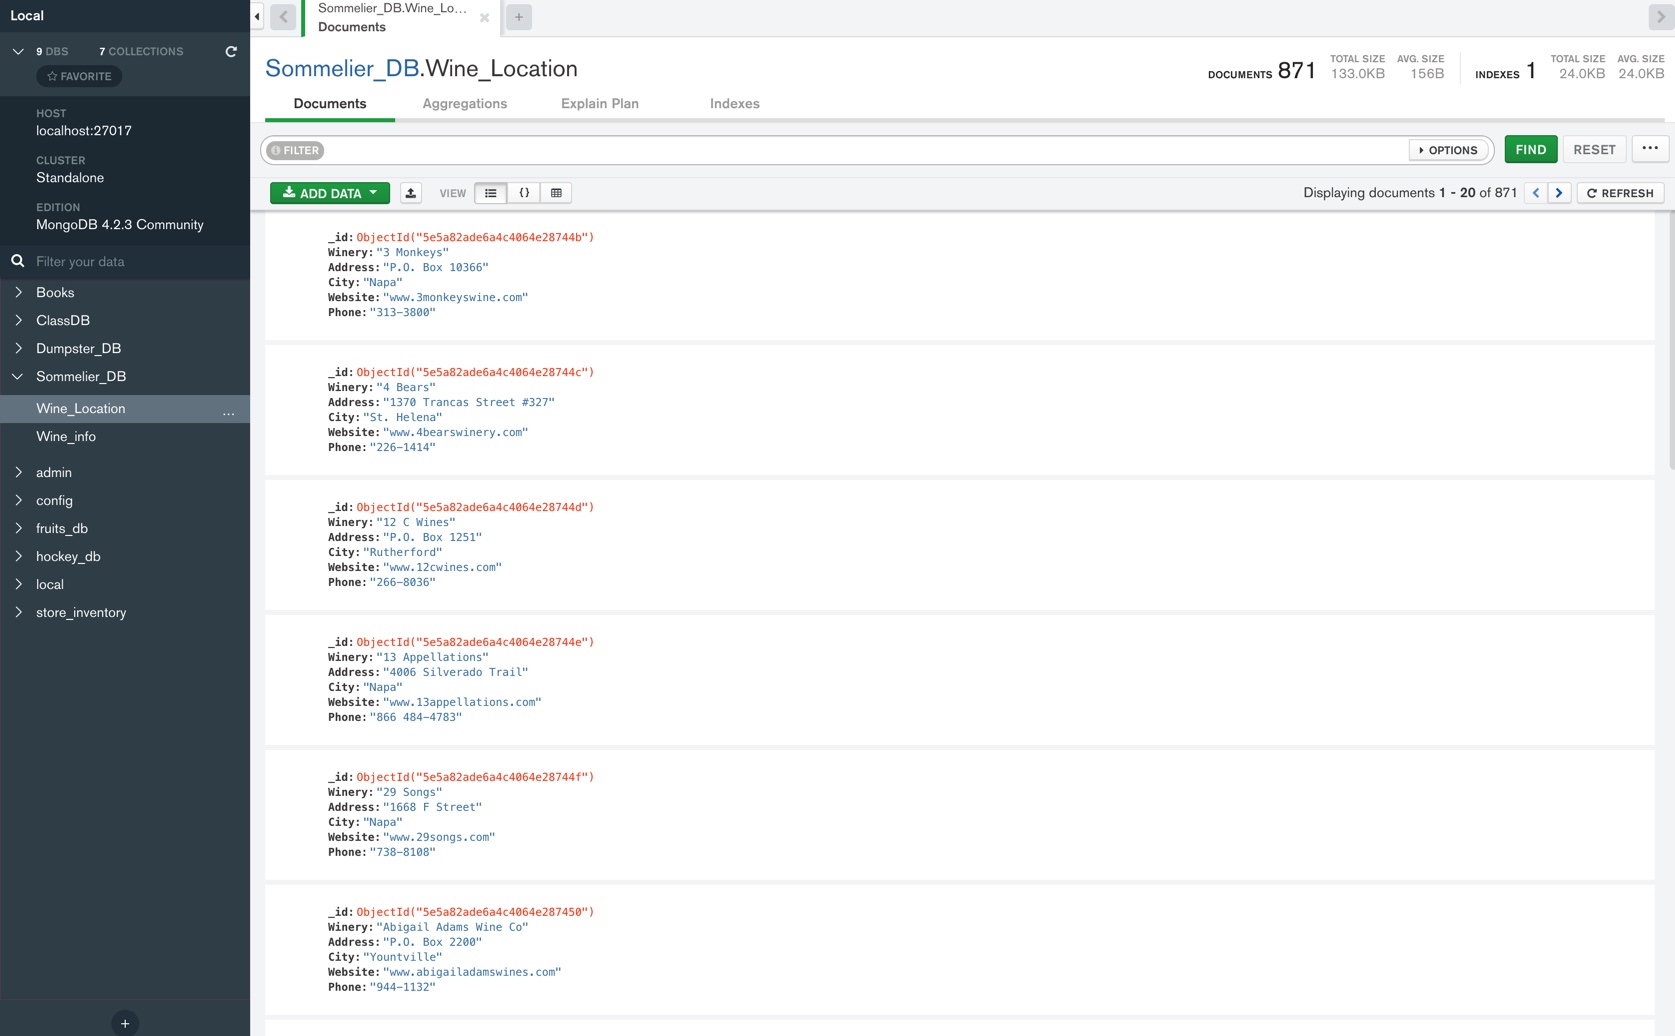 Local
9 DBS 7 COLLECTIONS
FAVORITE
HOST
localhost:27017
CLUSTER
Standalone
EDITION
MongoDB 4.2.3 Community
Filter your data
Books
ClassDB
Dumpster_DB
Sommelier_DB
Wine_Location ...
Wine_info
admin
config
fruits_db
hockey_db
local
store_inventory
+
Sommelier_DB.Wine_Lo...
Documents
+
Sommelier_DB.Wine_Location
DOCUMENTS 871 TOTAL SIZE 133.0KB AVG. SIZE 156B INDEXES 1 TOTAL SIZE 24.0KB AVG. SIZE 24.0KB
Documents Aggregations Explain Plan Indexes
FILTER OPTIONS FIND RESET ...
ADD DATA VIEW {} Displaying documents 1 - 20 of 871 < > REFRESH
_id: ObjectId("5e5a82ade6a4c4064e28744b")
Winery: "3 Monkeys"
Address: "P.O. Box 10366"
City: "Napa"
Website: "www.3monkeyswine.com"
Phone: "313-3800"
_id: ObjectId("5e5a82ade6a4c4064e28744c")
Winery: "4 Bears"
Address: "1370 Trancas Street #327"
City: "St. Helena"
Website: "www.4bearswinery.com"
Phone: "226-1414"
_id: ObjectId("5e5a82ade6a4c4064e28744d")
Winery: "12 C Wines"
Address: "P.O. Box 1251"
City: "Rutherford"
Website: "www.12cwines.com"
Phone: "266-8036"
_id: ObjectId("5e5a82ade6a4c4064e28744e")
Winery: "13 Appellations"
Address: "4006 Silverado Trail"
City: "Napa"
Website: "www.13appellations.com"
Phone: "866 484-4783"
_id: ObjectId("5e5a82ade6a4c4064e28744f")
Winery: "29 Songs"
Address: "1668 F Street"
City: "Napa"
Website: "www.29songs.com"
Phone: "738-8108"
_id: ObjectId("5e5a82ade6a4c4064e287450")
Winery: "Abigail Adams Wine Co"
Address: "P.O. Box 2200"
City: "Yountville"
Website: "www.abigailadamswines.com"
Phone: "944-1132"